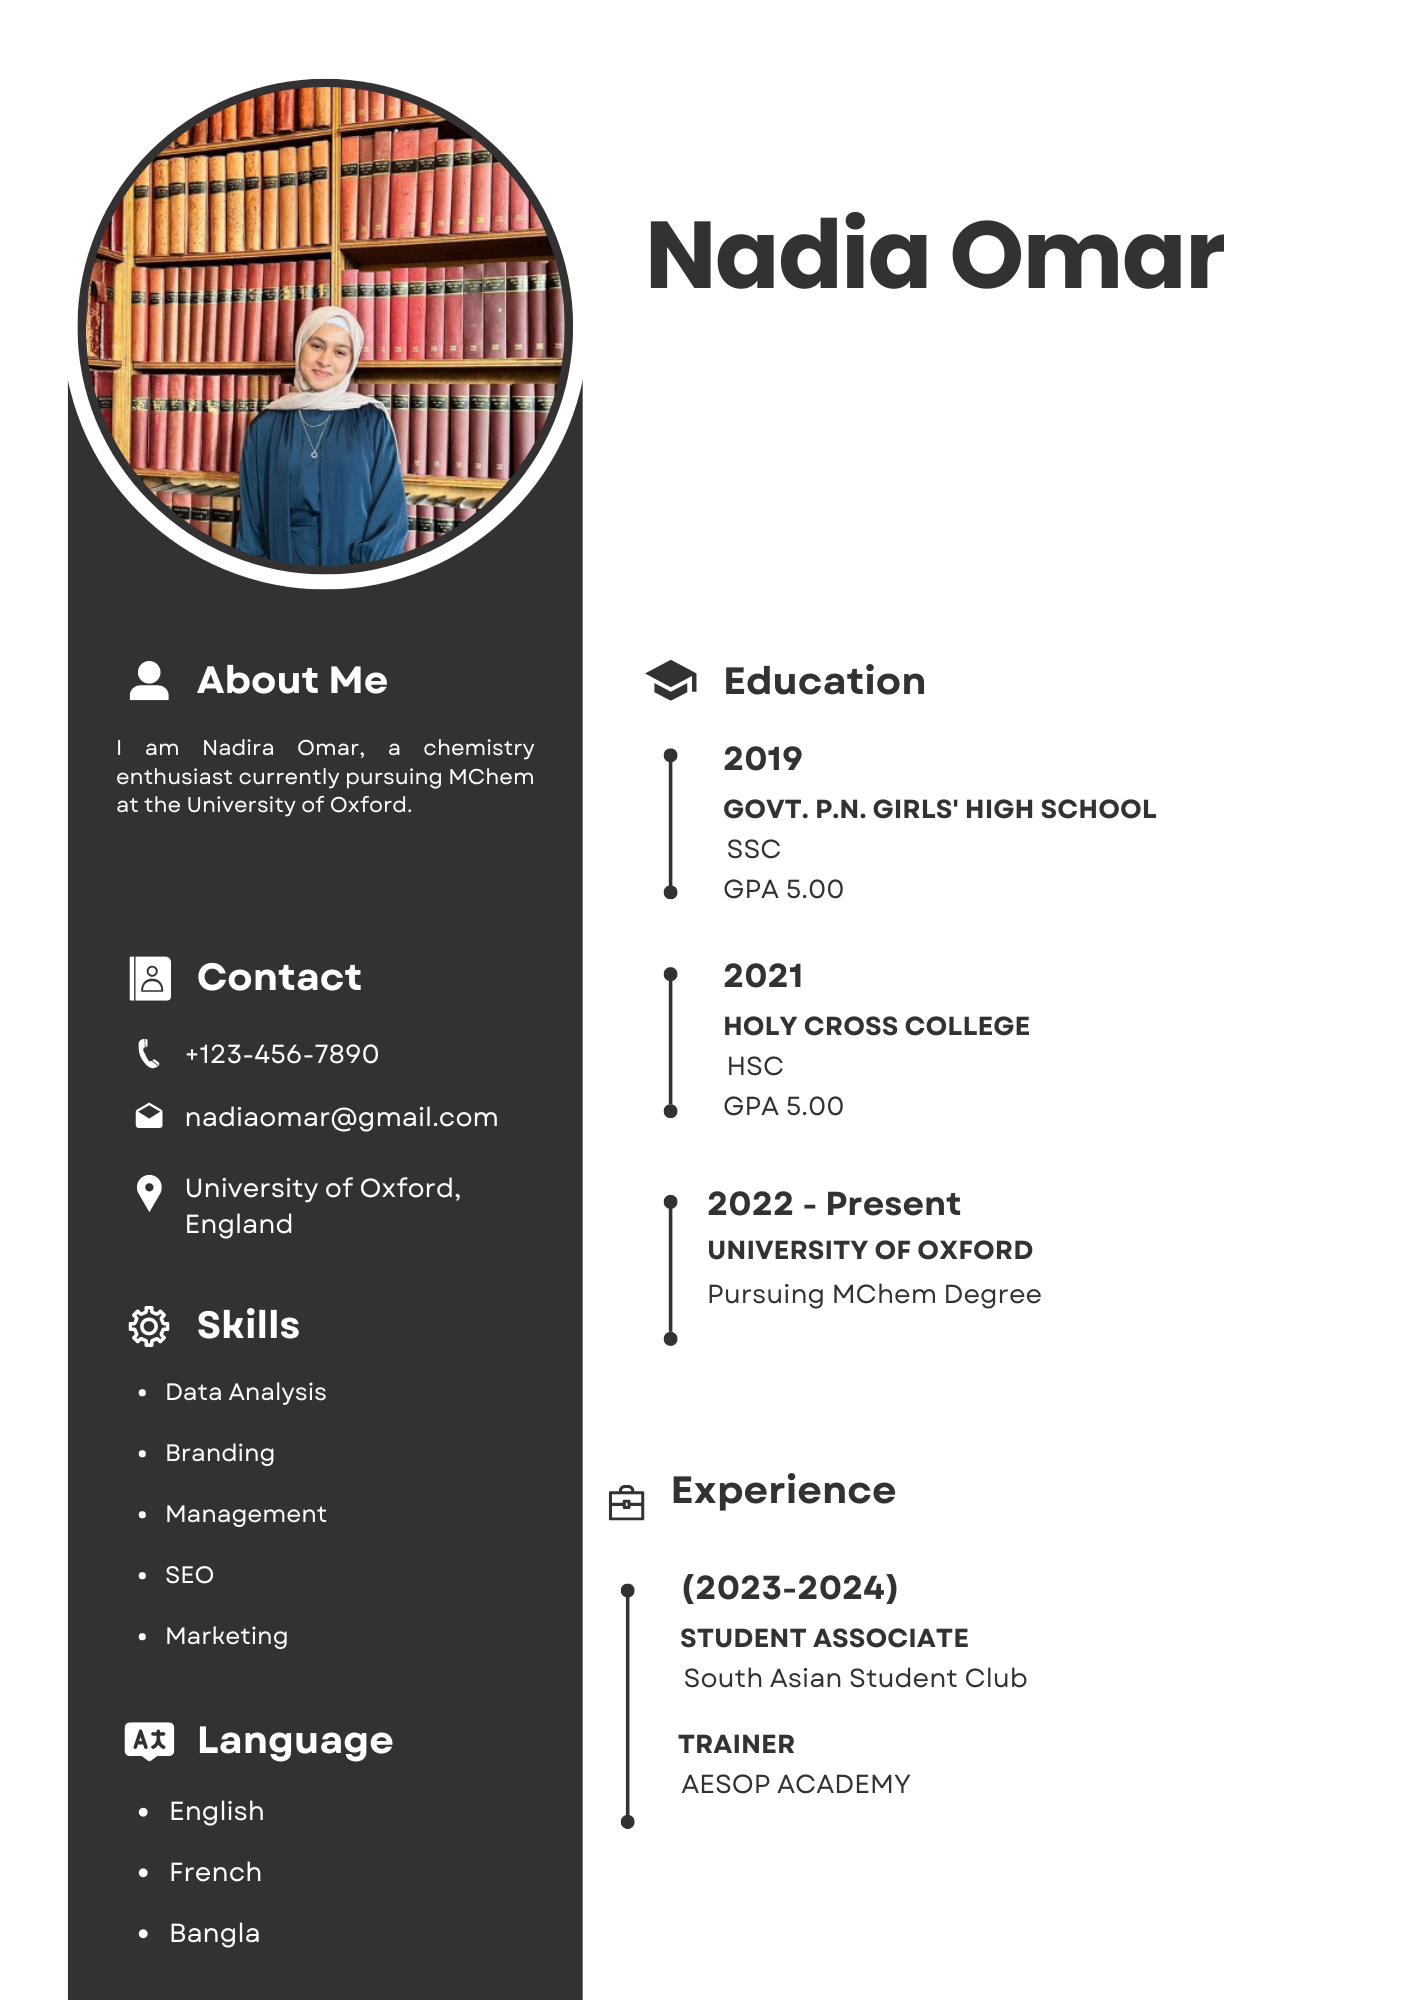 Nadia Omar
About Me
I am Nadira Omar, a chemistry
enthusiast currently pursuing MChem
at the University of Oxford.
Contact
+123-456-7890
nadiaomar@gmail.com
University of Oxford,
England
Skills
• Data Analysis
• Branding
• Management
• SEO
• Marketing
Language
• English
• French
• Bangla
Education
2019
GOVT. P.N. GIRLS' HIGH SCHOOL
SSC
GPA 5.00
2021
HOLY CROSS COLLEGE
HSC
GPA 5.00
2022 - Present
UNIVERSITY OF OXFORD
Pursuing MChem Degree
Experience
(2023-2024)
STUDENT ASSOCIATE
South Asian Student Club
TRAINER
AESOP ACADEMY